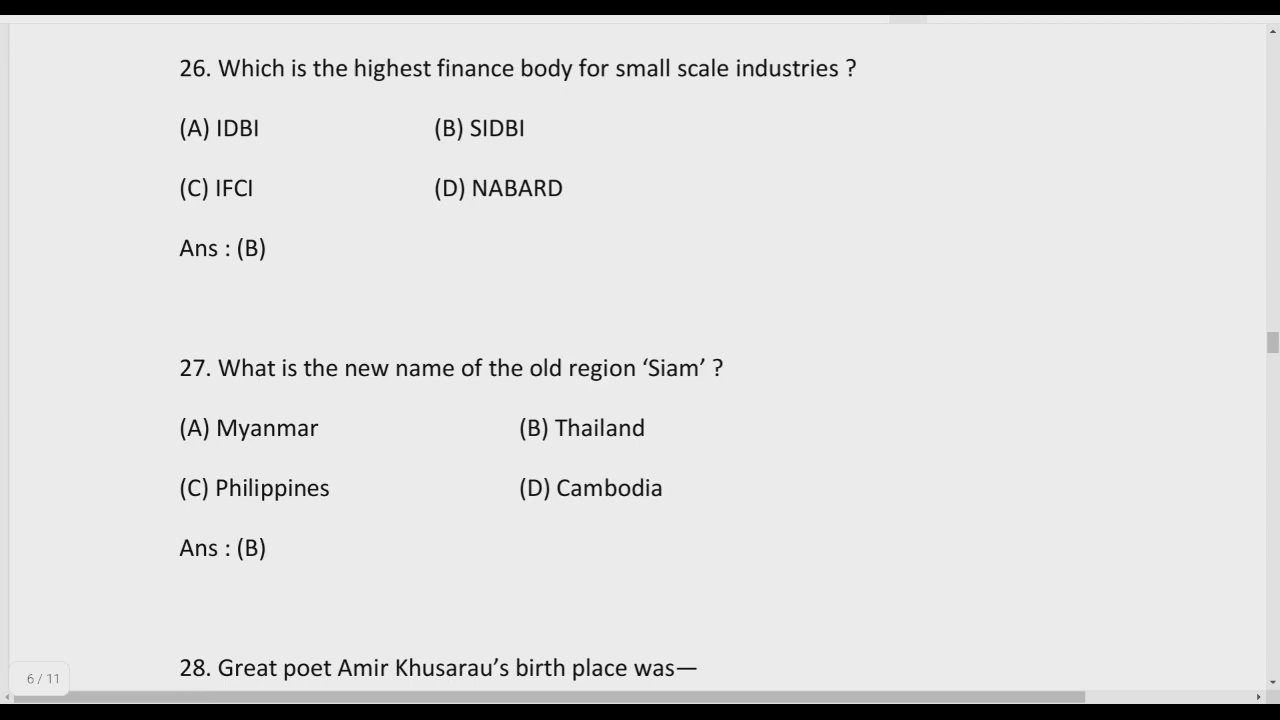 26. Which is the highest finance body for small scale industries ?
(A) IDBI (B) SIDBI
(C) IFCI (D) NABARD
Ans : (B)
27. What is the new name of the old region ‘Siam’ ?
(A) Myanmar (B) Thailand
(C) Philippines (D) Cambodia
Ans : (B)
28. Great poet Amir Khusarau’s birth place was—
6 / 11